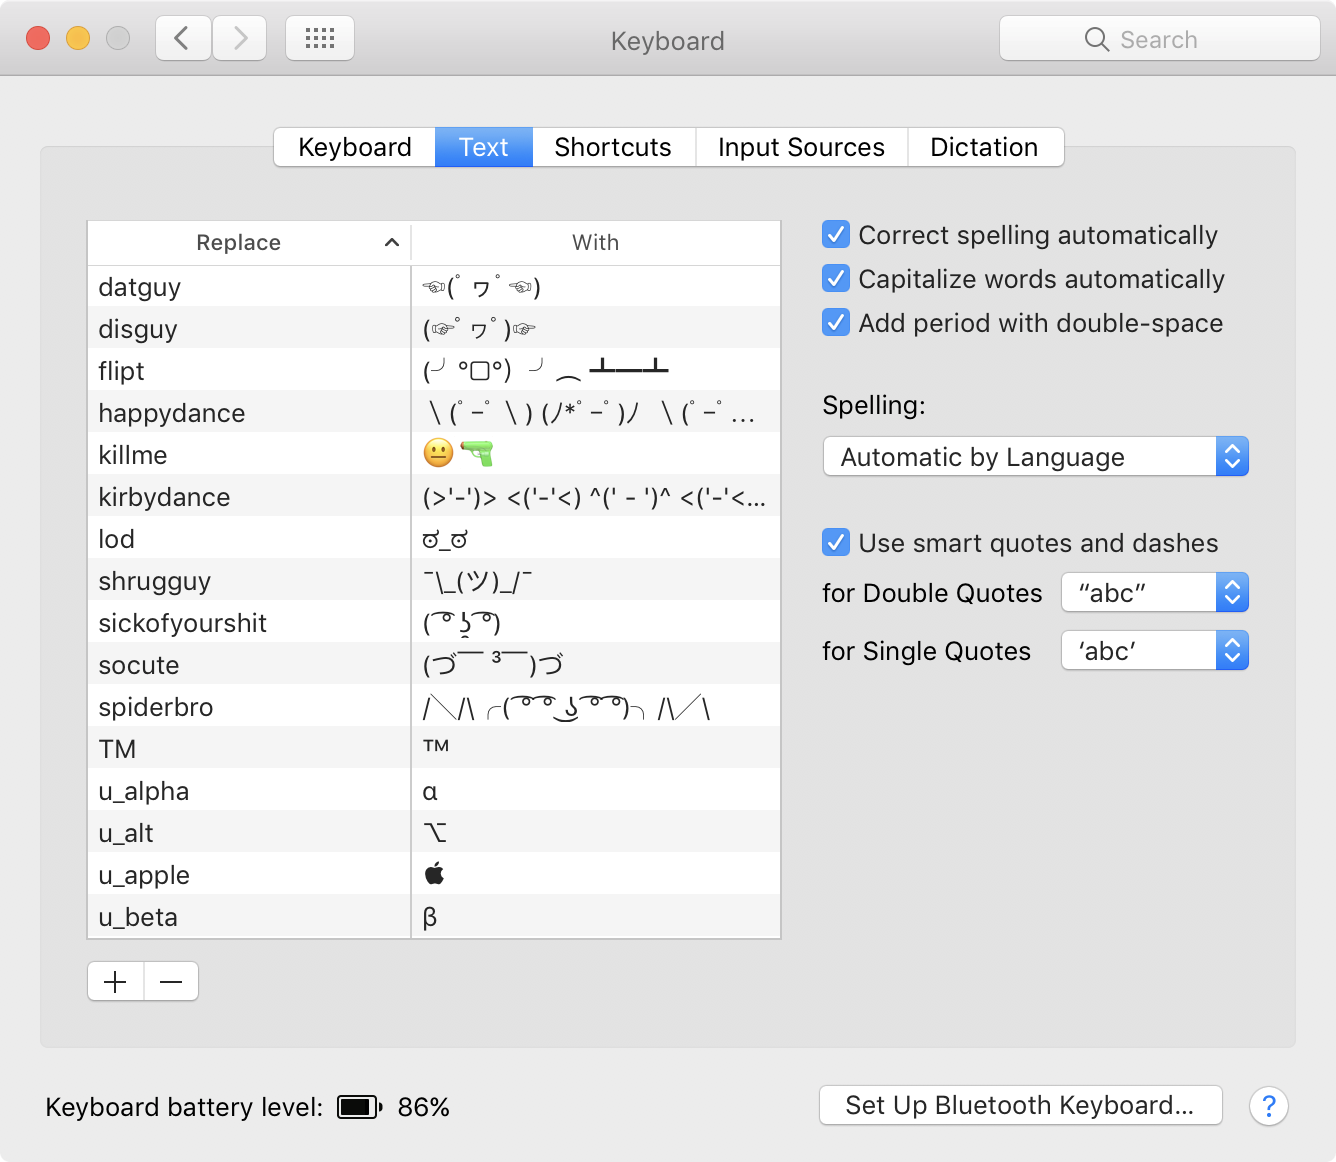 Keyboard
Search
Keyboard Text Shortcuts Input Sources Dictation
Replace With
datguy ☜(ﾟヮﾟ☜)
disguy (☞ﾟヮﾟ)☞
flipt (╯°□°）╯︵ ┻━┻
happydance \(ﾟｰﾟ\) (ﾉ*ﾟｰﾟ)ﾉ \(ﾟｰﾟ…
killme 😐🔫
kirbydance (>'-')> <('-'<) ^(' - ')^ <('-'<…
lod ಠ_ಠ
shrugguy ¯\_(ツ)_/¯
sickofyourshit ( ͡° ʖ̯ ͡°)
socute (づ￣ ³￣)づ
spiderbro /╲/\╭( ͡° ͡° ͜ʖ ͡° ͡°)╮/\╱\
TM ™
u_alpha α
u_alt ⌥
u_apple 
u_beta β
Correct spelling automatically
Capitalize words automatically
Add period with double-space
Spelling:
Automatic by Language
Use smart quotes and dashes
for Double Quotes “abc”
for Single Quotes ‘abc’
Keyboard battery level: 86%
Set Up Bluetooth Keyboard...
?